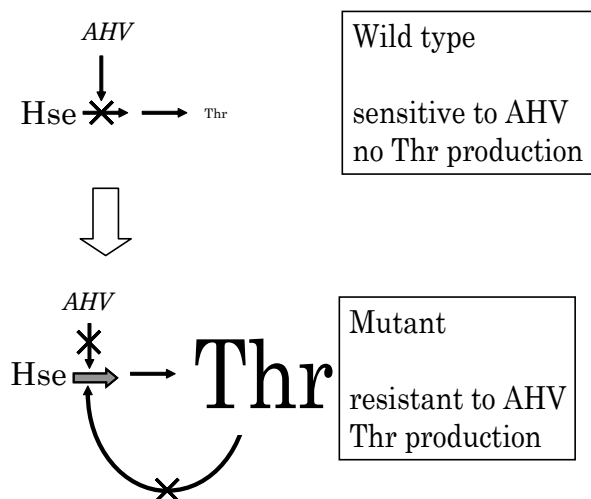 AHV
Hse
Thr
Wild type
sensitive to AHV
no Thr production
AHV
Hse
Thr
Mutant
resistant to AHV
Thr production